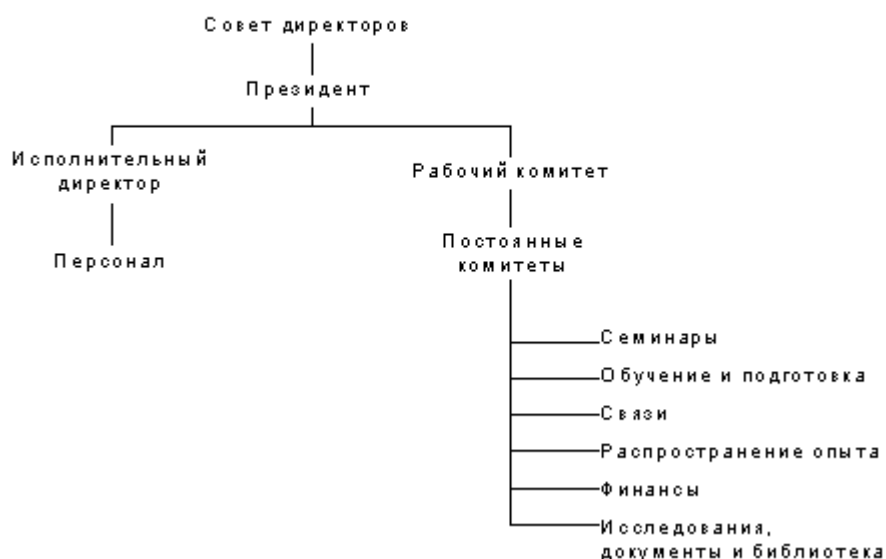 Совет директоров
Президент
Исполнительный
директор
Рабочий комитет
Персонал
Постоянные
комитеты
Семинары
Обучение и подготовка
Связи
Распространение опыта
Финансы
Исследования,
документы и библиотека